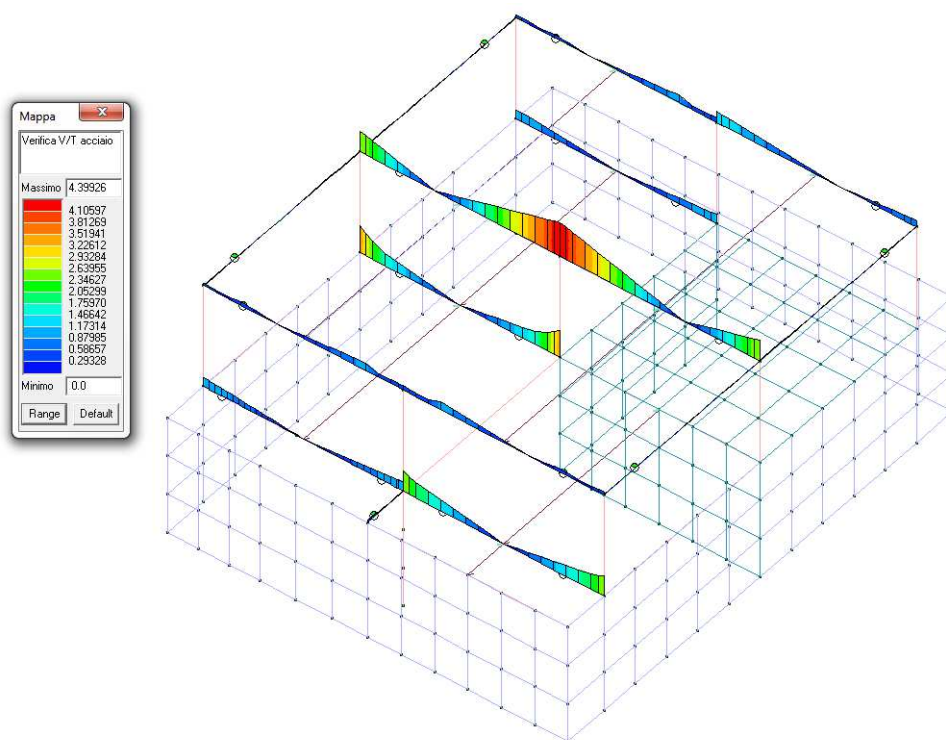 Mappa
Verifica V/T acciaio
Massimo 4.39926
4.10597
3.81269
3.51941
3.22612
2.93284
2.63955
2.34627
2.05299
1.75970
1.46642
1.17314
0.87985
0.58657
0.29328
Minimo 0.0
Range Default